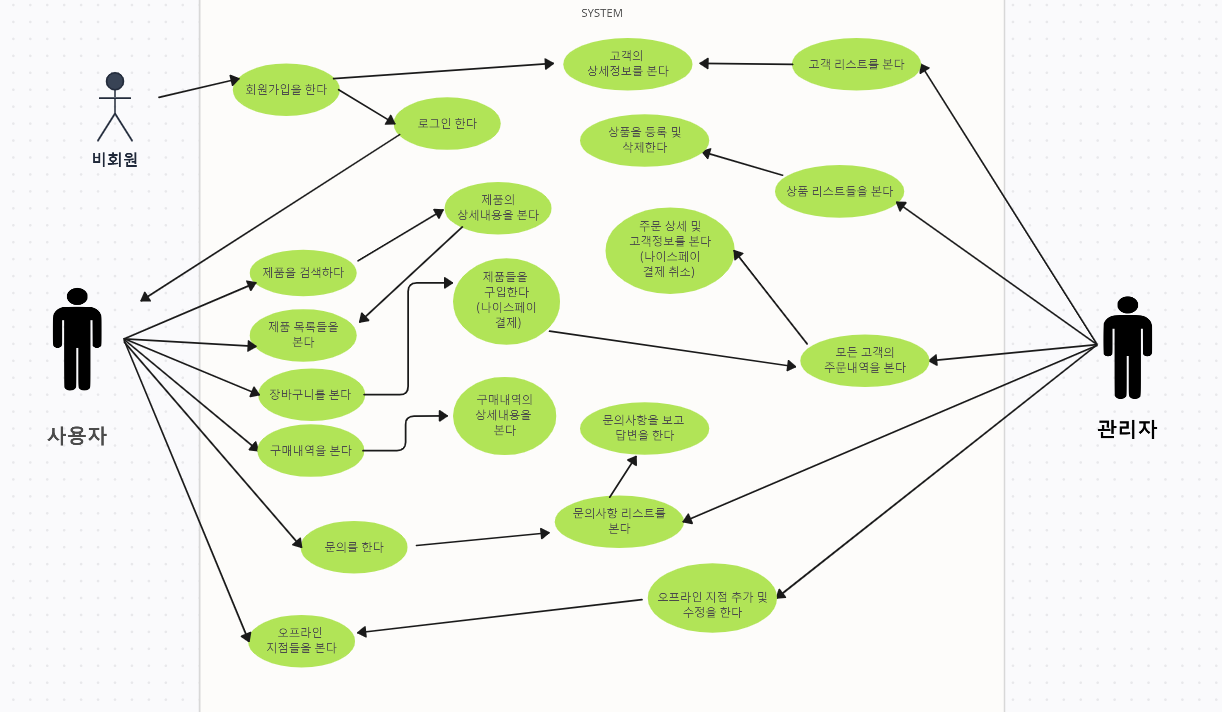 SYSTEM
고객의
상세정보를 본다
고객 리스트를 본다
회원가입을 한다
로그인 한다
비회원
상품을 등록 및
삭제한다
상품 리스트들을 본다
제품의
상세내용을 본다
주문 상세 및
고객정보를 본다
(나이스페이
결제 취소)
제품을 검색하다
제품들을
구입한다
(나이스페이
결제)
제품 목록들을
본다
모든 고객의
주문내역을 본다
장바구니를 본다
구매내역의
상세내용을
본다
문의사항을 보고
답변을 한다
사용자
관리자
구매내역을 본다
문의사항 리스트를
본다
문의를 한다
오프라인 지점 추가 및
수정을 한다
오프라인
지점들을 본다